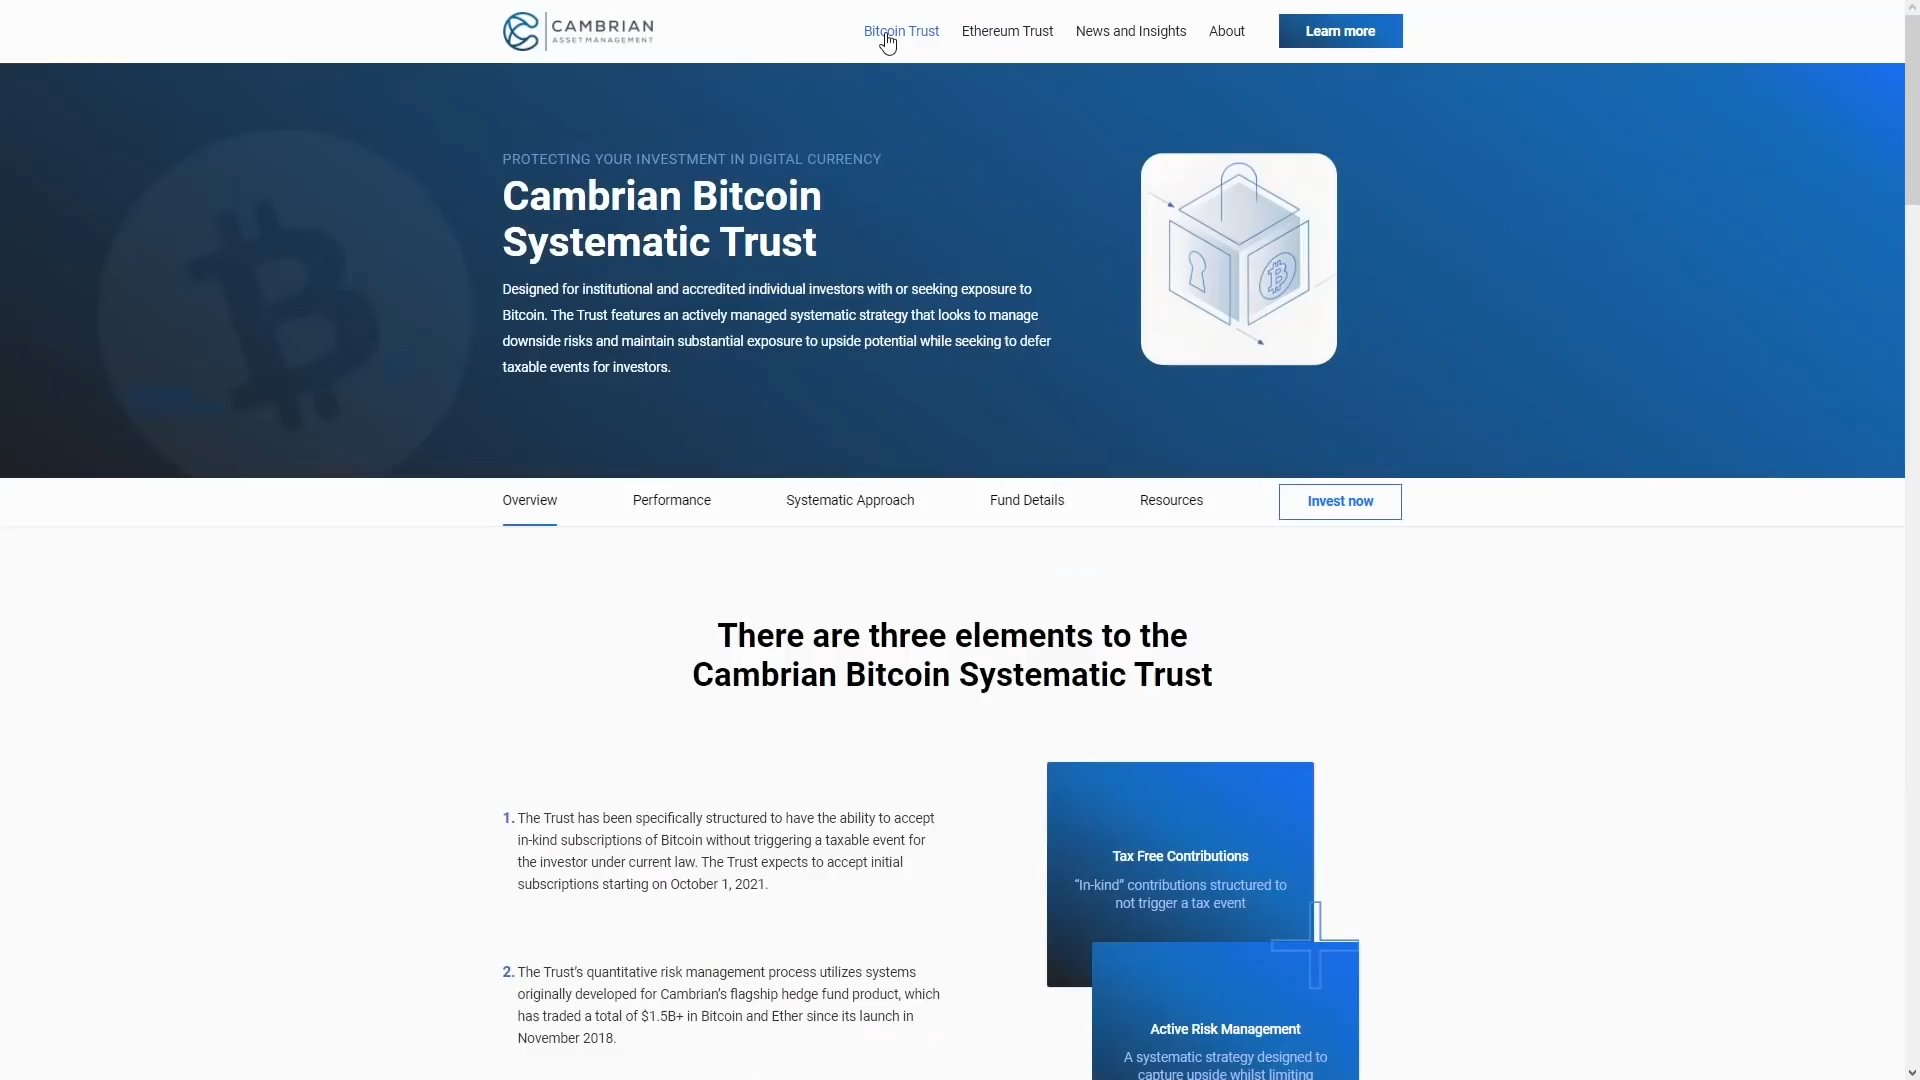 CAMBRIAN
ASSET MANAGEMENT
Bitcoin Trust
Ethereum Trust
News and Insights
About
Learn more
PROTECTING YOUR INVESTMENT IN DIGITAL CURRENCY
Cambrian Bitcoin
Systematic Trust
Designed for institutional and accredited individual investors with or seeking exposure to
Bitcoin. The Trust features an actively managed systematic strategy that looks to manage
downside risks and maintain substantial exposure to upside potential while seeking to defer
taxable events for investors.
Overview
Performance
Systematic Approach
Fund Details
Resources
Invest now
There are three elements to the
Cambrian Bitcoin Systematic Trust
1. The Trust has been specifically structured to have the ability to accept
in-kind subscriptions of Bitcoin without triggering a taxable event for
the investor under current law. The Trust expects to accept initial
subscriptions starting on October 1, 2021.
2. The Trust's quantitative risk management process utilizes systems
originally developed for Cambrian's flagship hedge fund product, which
has traded a total of $1.5B+ in Bitcoin and Ether since its launch in
November 2018.
Tax Free Contributions
“In-kind” contributions structured to
not trigger a tax event
Active Risk Management
A systematic strategy designed to
capture upside whilst limiting